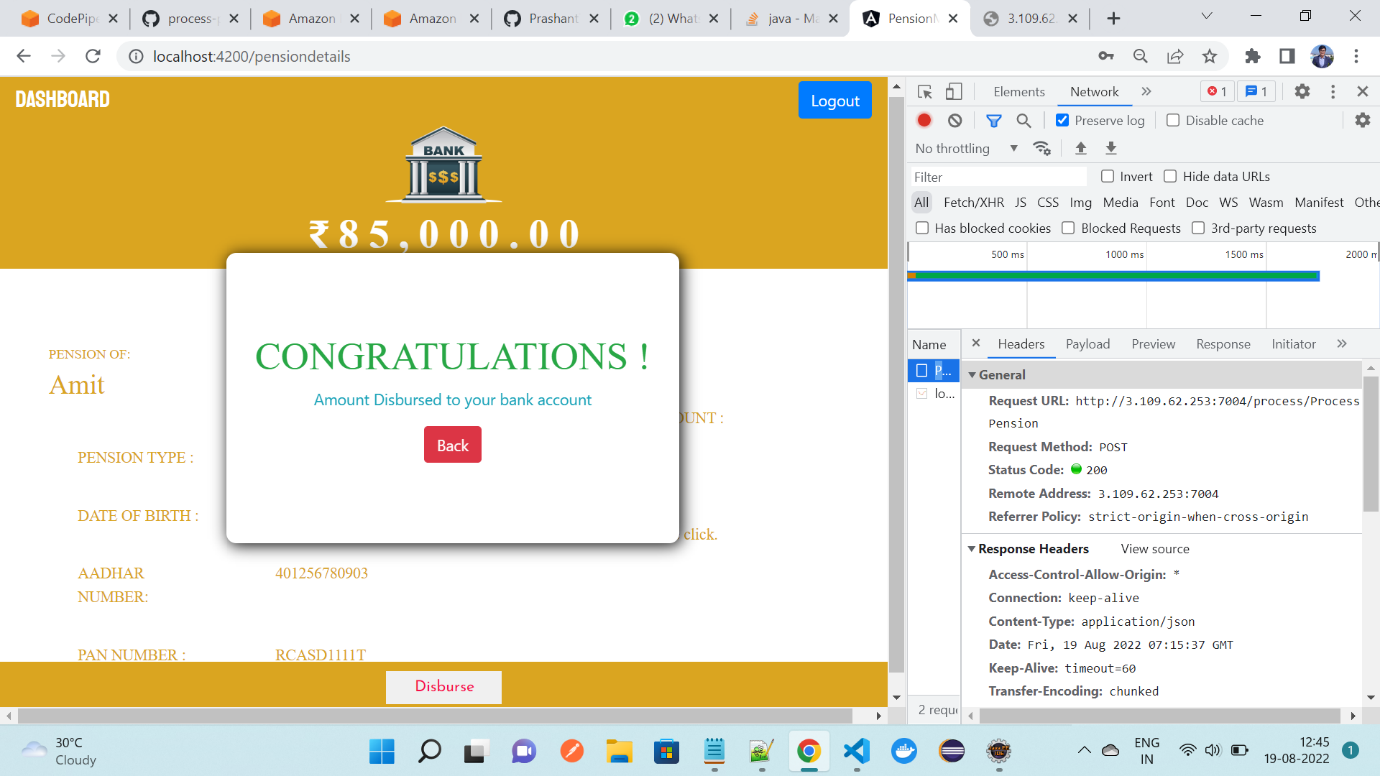 CodePip
process-p
Amazon
Amazon
Prashant
(2) What
java - Ma
PensionM
3.109.62.
localhost:4200/pensiondetails
DASHBOARD
Logout
BANK
$$$
₹85,000.00
CONGRATULATIONS !
Amount Disbursed to your bank account
Back
PENSION OF:
Amit
OUNT :
PENSION TYPE :
DATE OF BIRTH :
click.
AADHAR
NUMBER:
401256780903
PAN NUMBER :
RCASD1111T
Disburse
Elements
Network
1
1
Preserve log
Disable cache
No throttling
Filter
Invert
Hide data URLs
All Fetch/XHR JS CSS Img Media Font Doc WS Wasm Manifest Othe
Has blocked cookies
Blocked Requests
3rd-party requests
500 ms
1000 ms
1500 ms
2000 m
Name
Headers
Payload
Preview
Response
Initiator
P...
lo...
General
Request URL: http://3.109.62.253:7004/process/Process
Pension
Request Method: POST
Status Code: 200
Remote Address: 3.109.62.253:7004
Referrer Policy: strict-origin-when-cross-origin
Response Headers
View source
Access-Control-Allow-Origin: *
Connection: keep-alive
Content-Type: application/json
Date: Fri, 19 Aug 2022 07:15:37 GMT
Keep-Alive: timeout=60
Transfer-Encoding: chunked
2 requ
30°C
Cloudy
ENG
IN
12:45
19-08-2022
1